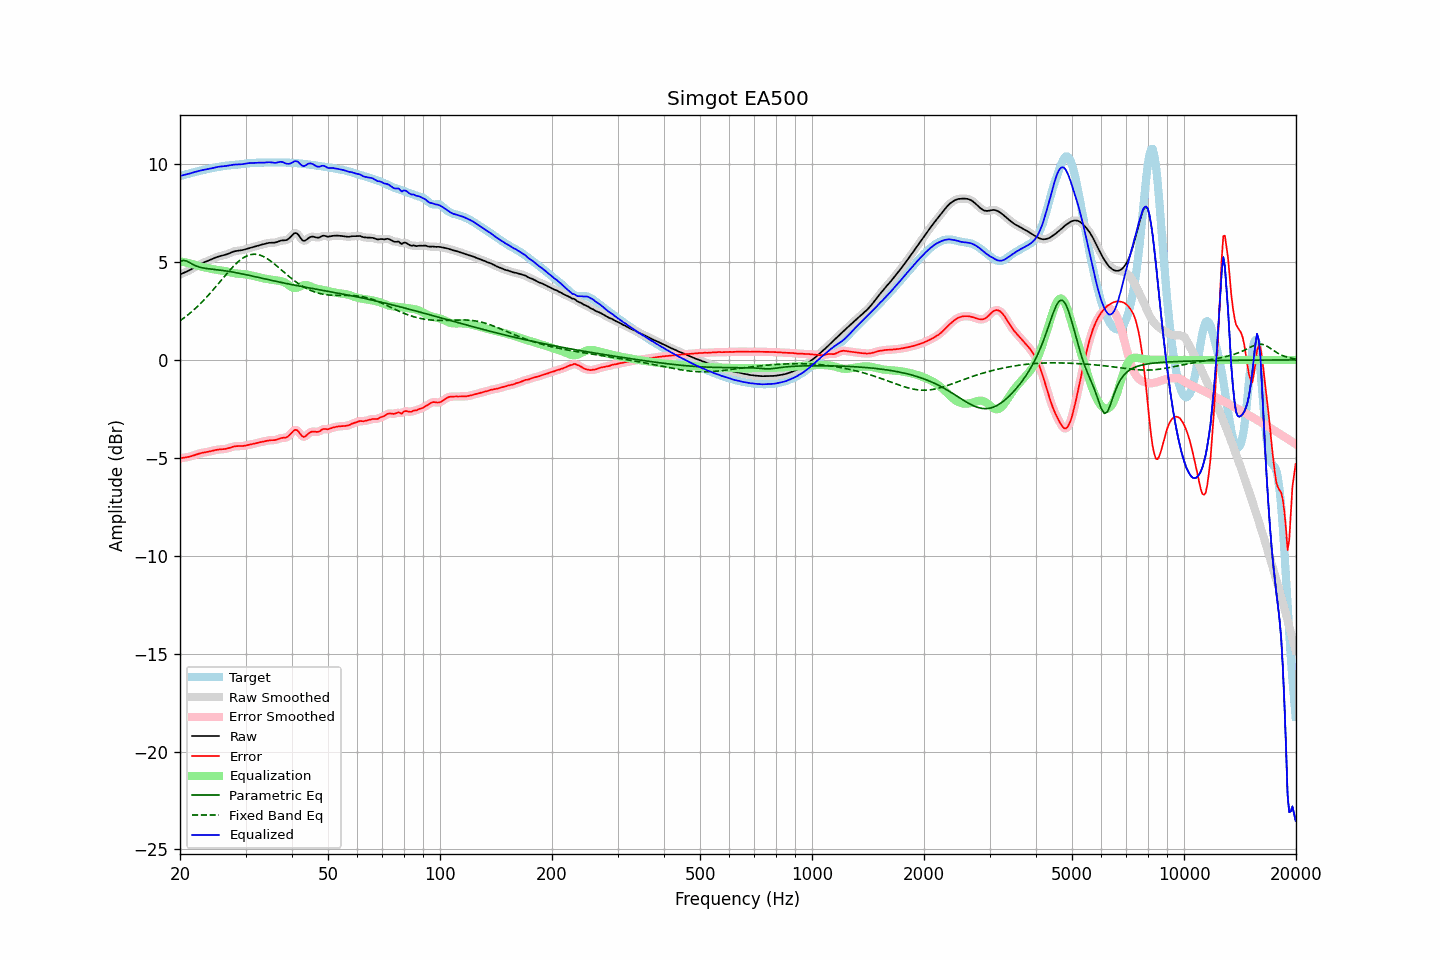 Simgot EA500
Amplitude (dBr)
10
5
0
−5
−10
−15
−20
−25
Target
Raw Smoothed
Error Smoothed
Raw
Error
Equalization
Parametric Eq
Fixed Band Eq
Equalized
20 50 100 200 500 1000 2000 5000 10000 20000
Frequency (Hz)